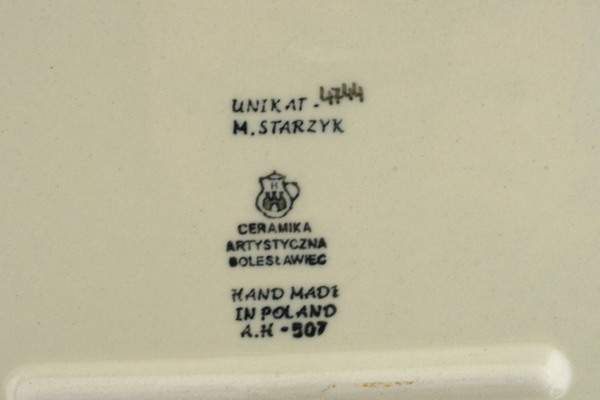 UNIKAT - 4744
M. STARZYK
H
CERAMIKA
ARTYSTYCZNA
BOLESŁAWIEC
HAND MADE
IN POLAND
A.H - 507